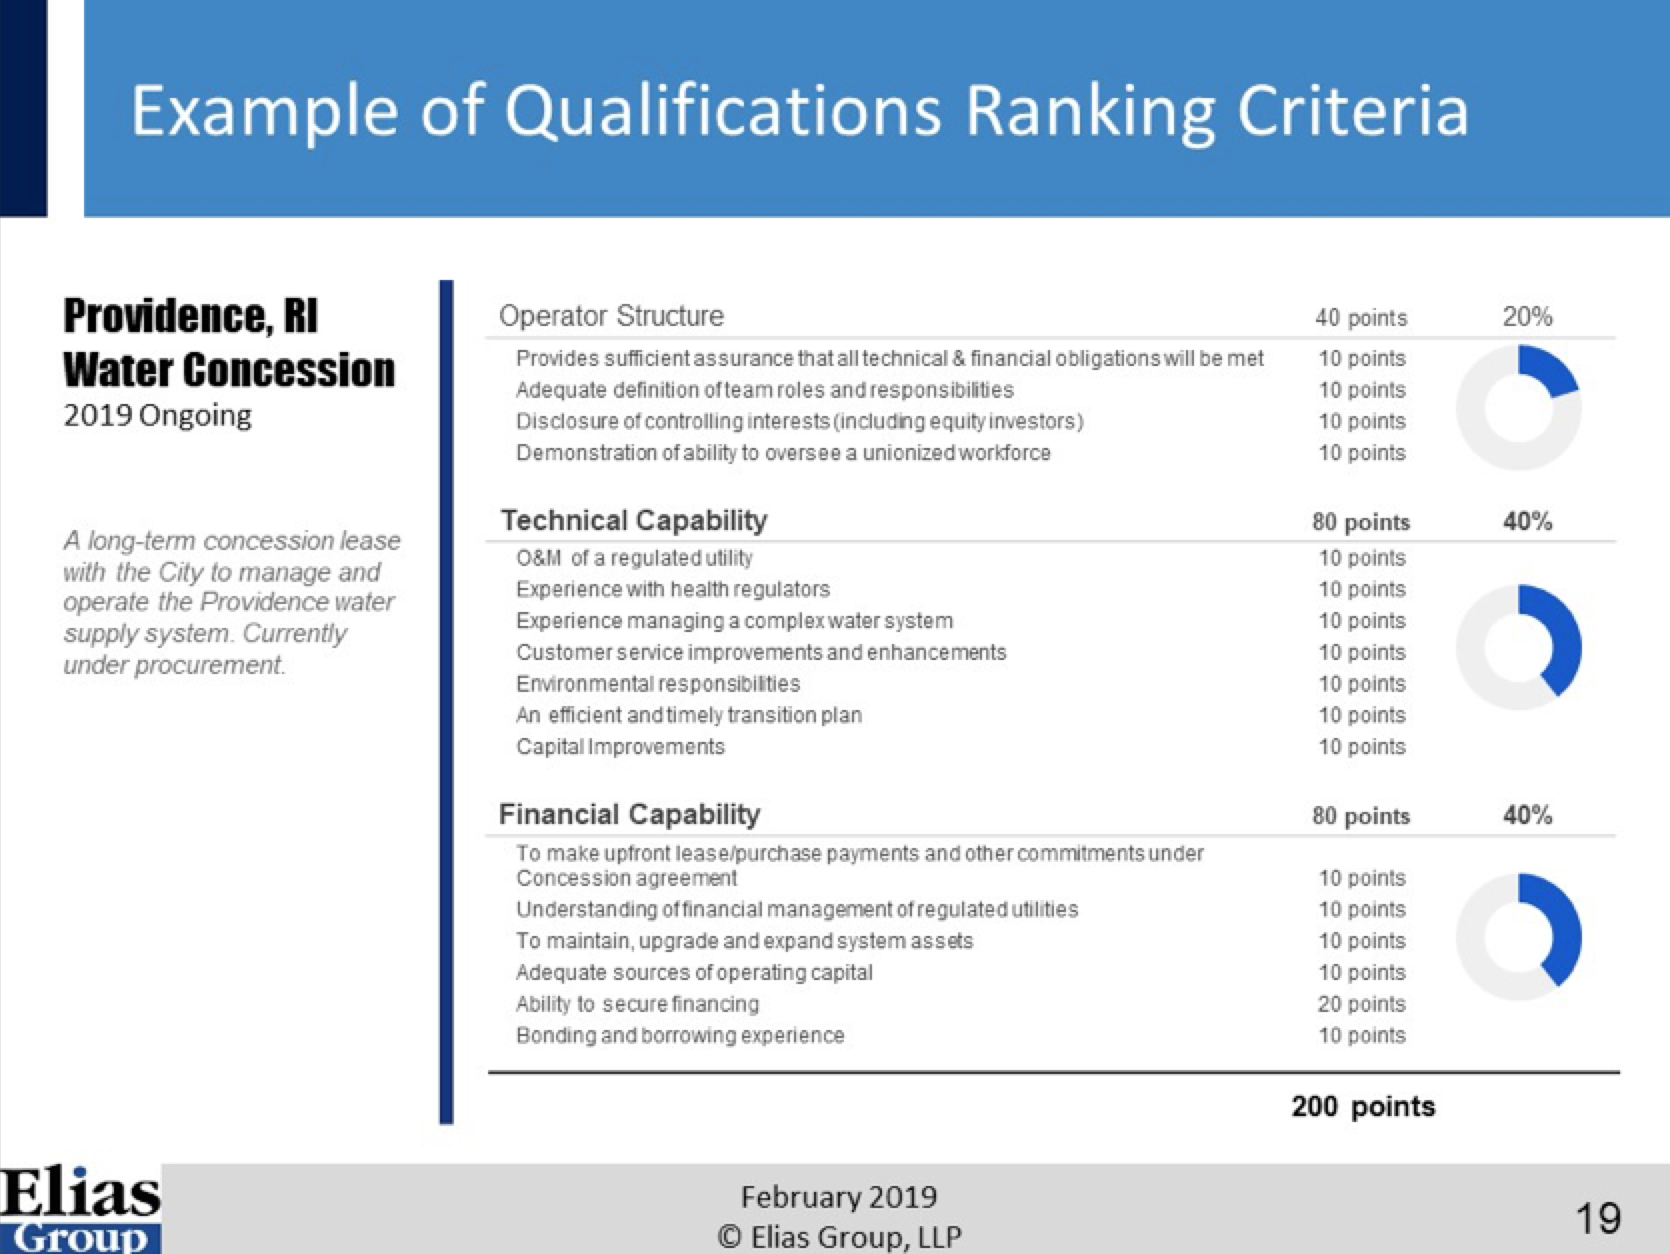 Example of Qualifications Ranking Criteria
Providence, RI
Water Concession
2019 Ongoing
A long-term concession lease
with the City to manage and
operate the Providence water
supply system. Currently
under procurement.
Operator Structure 40 points 20%
Provides sufficient assurance that all technical & financial obligations will be met 10 points
Adequate definition of team roles and responsibilities 10 points
Disclosure of controlling interests (including equity investors) 10 points
Demonstration of ability to oversee a unionized workforce 10 points
Technical Capability 80 points 40%
O&M of a regulated utility 10 points
Experience with health regulators 10 points
Experience managing a complex water system 10 points
Customer service improvements and enhancements 10 points
Environmental responsibilities 10 points
An efficient and timely transition plan 10 points
Capital Improvements 10 points
Financial Capability 80 points 40%
To make upfront lease/purchase payments and other commitments under
Concession agreement 10 points
Understanding of financial management of regulated utilities 10 points
To maintain, upgrade and expand system assets 10 points
Adequate sources of operating capital 10 points
Ability to secure financing 20 points
Bonding and borrowing experience 10 points
200 points
Elias
Group
February 2019
© Elias Group, LLP
19